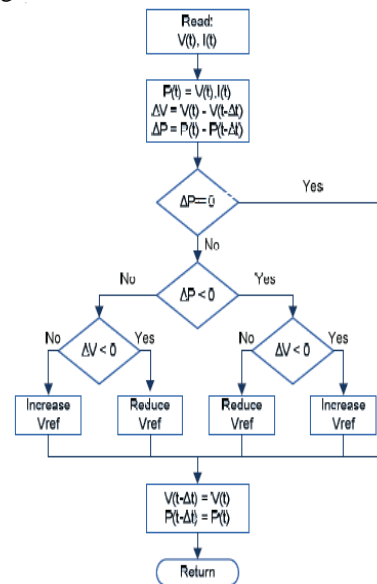 Read:
V(t), I(t)
P(t) = V(t).I(t)
ΔV = V(t) - V(t-Δt)
ΔP = P(t) - P(t-Δt)
ΔP=0
Yes
No
ΔP < 0
No
Yes
ΔV < 0
No
Yes
ΔV < 0
No
Yes
Increase
Vref
Reduce
Vref
Reduce
Vref
Increase
Vref
V(t-Δt) = V(t)
P(t-Δt) = P(t)
Return